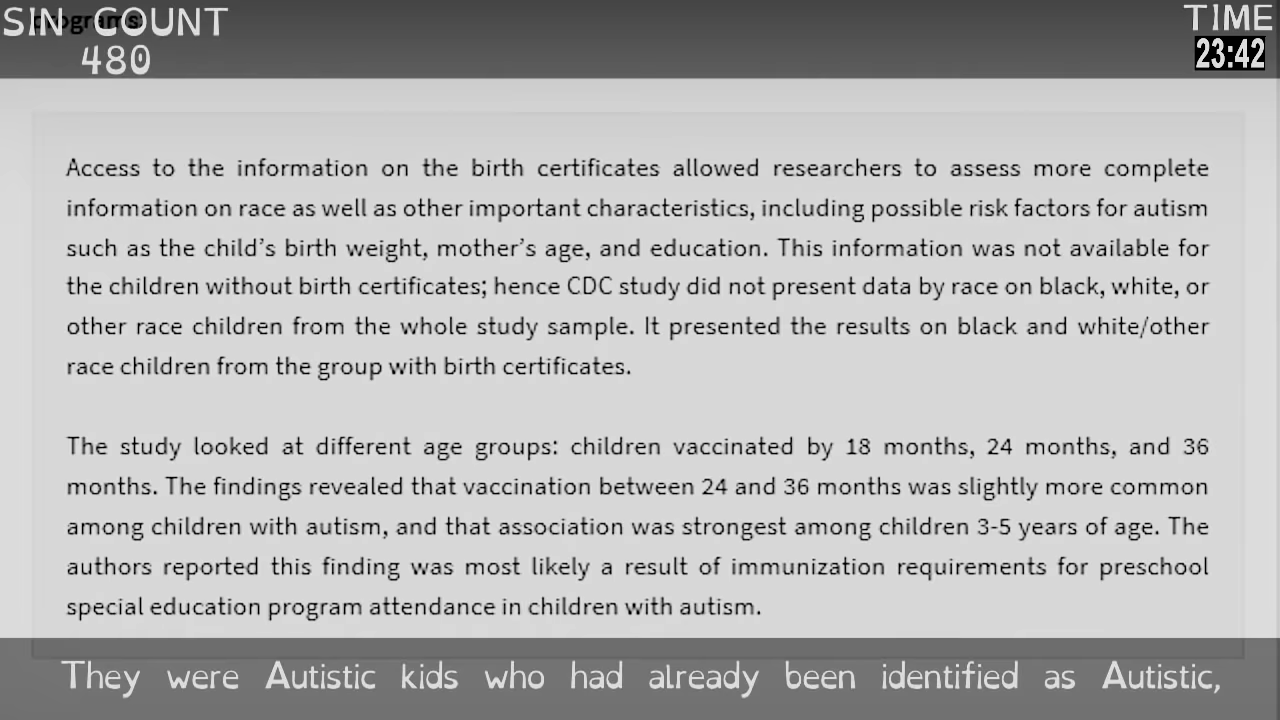 programs.
SIN COUNT
480
TIME
23:42
Access to the information on the birth certificates allowed researchers to assess more complete
information on race as well as other important characteristics, including possible risk factors for autism
such as the child’s birth weight, mother’s age, and education. This information was not available for
the children without birth certificates; hence CDC study did not present data by race on black, white, or
other race children from the whole study sample. It presented the results on black and white/other
race children from the group with birth certificates.
The study looked at different age groups: children vaccinated by 18 months, 24 months, and 36
months. The findings revealed that vaccination between 24 and 36 months was slightly more common
among children with autism, and that association was strongest among children 3-5 years of age. The
authors reported this finding was most likely a result of immunization requirements for preschool
special education program attendance in children with autism.
They were Autistic kids who had already been identified as Autistic,